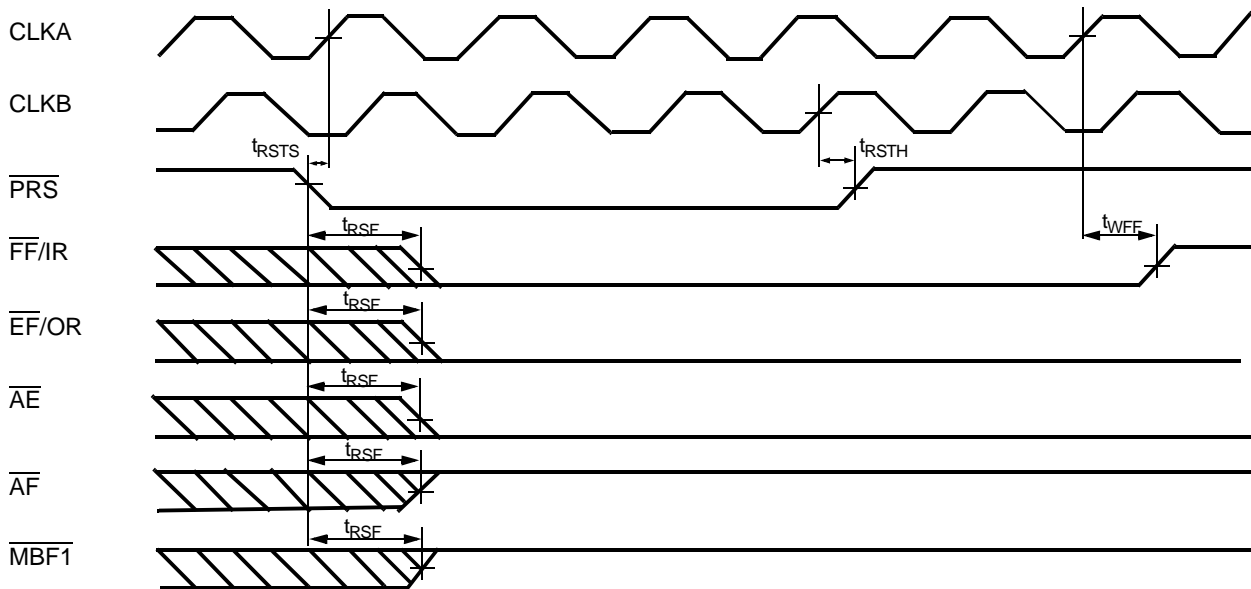 CLKA
CLKB
tRSTS
tRSTH
PRS
tRSF
tWFF
FF/IR
tRSF
EF/OR
tRSF
AE
tRSF
AF
tRSF
MBF1